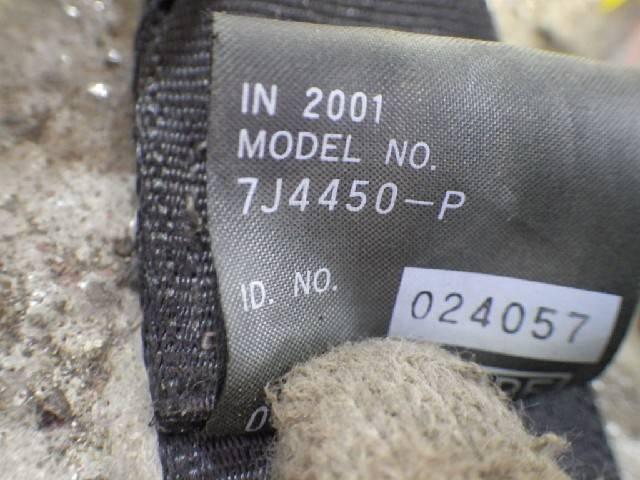 IN 2001
MODEL NO.
7J4450-P
ID. NO.
024057